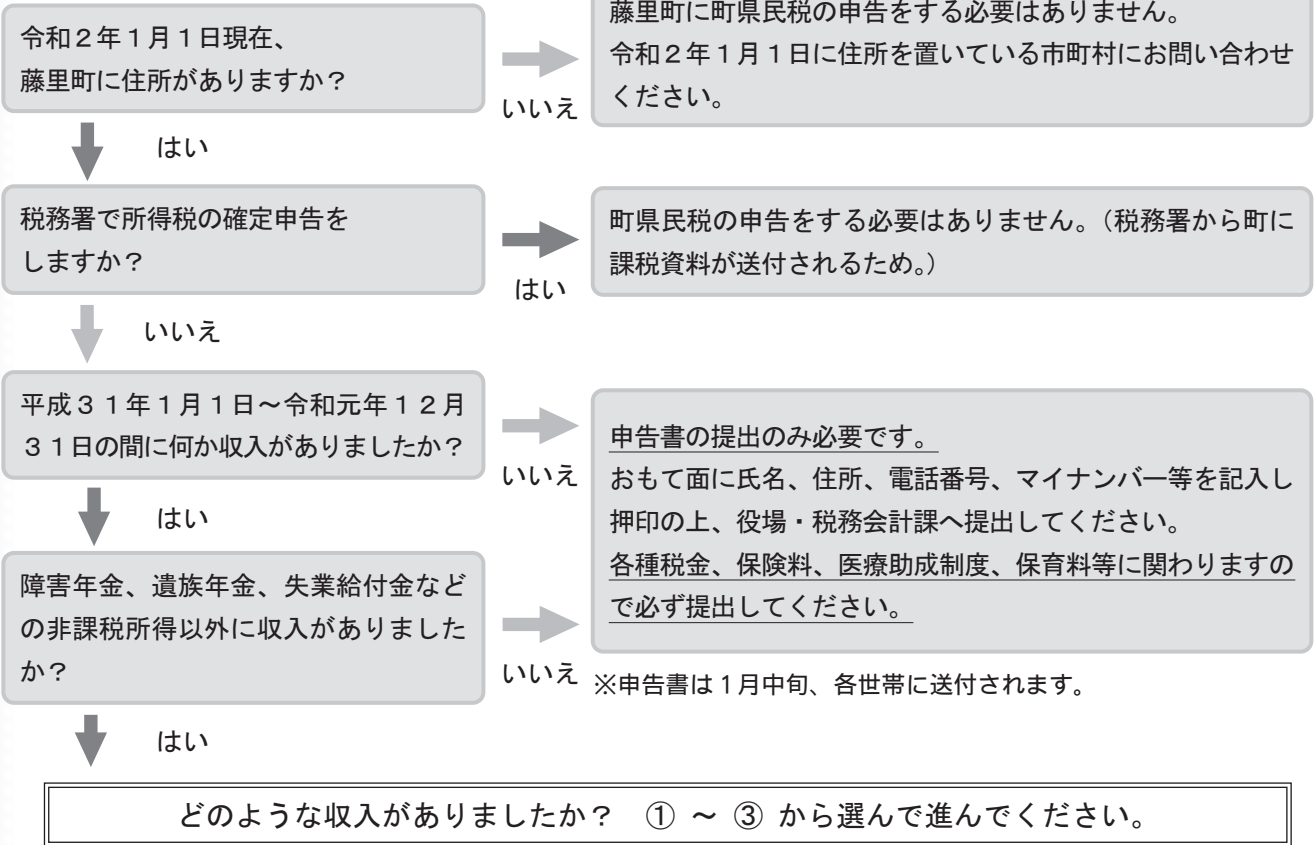 令和２年１月１日現在、
藤里町に住所がありますか？
いいえ
藤里町に町県民税の申告をする必要はありません。
令和２年１月１日に住所を置いている市町村にお問い合わせ
ください。
はい
税務署で所得税の確定申告を
しますか？
はい
町県民税の申告をする必要はありません。（税務署から町に
課税資料が送付されるため。）
いいえ
平成３１年１月１日～令和元年１２月
３１日の間に何か収入がありましたか？
いいえ
申告書の提出のみ必要です。
おもて面に氏名、住所、電話番号、マイナンバー等を記入し
押印の上、役場・税務会計課へ提出してください。
各種税金、保険料、医療助成制度、保育料等に関わりますの
で必ず提出してください。
はい
障害年金、遺族年金、失業給付金など
の非課税所得以外に収入がありました
か？
いいえ
※申告書は１月中旬、各世帯に送付されます。
はい
どのような収入がありましたか？　① ～ ③ から選んで進んでください。